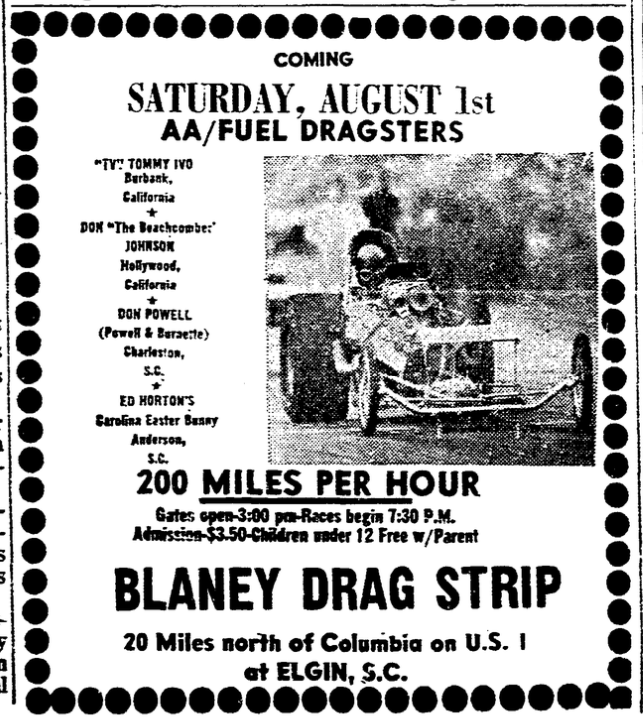 COMING
SATURDAY, AUGUST 1st
AA/FUEL DRAGSTERS
"TV" TOMMY IVO
Burbank,
California
DON "The Beachcomber"
JOHNSON
Hollywood,
California
DON POWELL
(Powell & Burnette)
Charleston,
S.C.
ED HORTON'S
Carolina Easter Bunny
Anderson,
S.C.
200 MILES PER HOUR
Gates open-3:00 pm-Races begin 7:30 P.M.
Admission-$3.50-Children under 12 Free w/Parent
BLANEY DRAG STRIP
20 Miles north of Columbia on U.S. 1
at ELGIN, S.C.